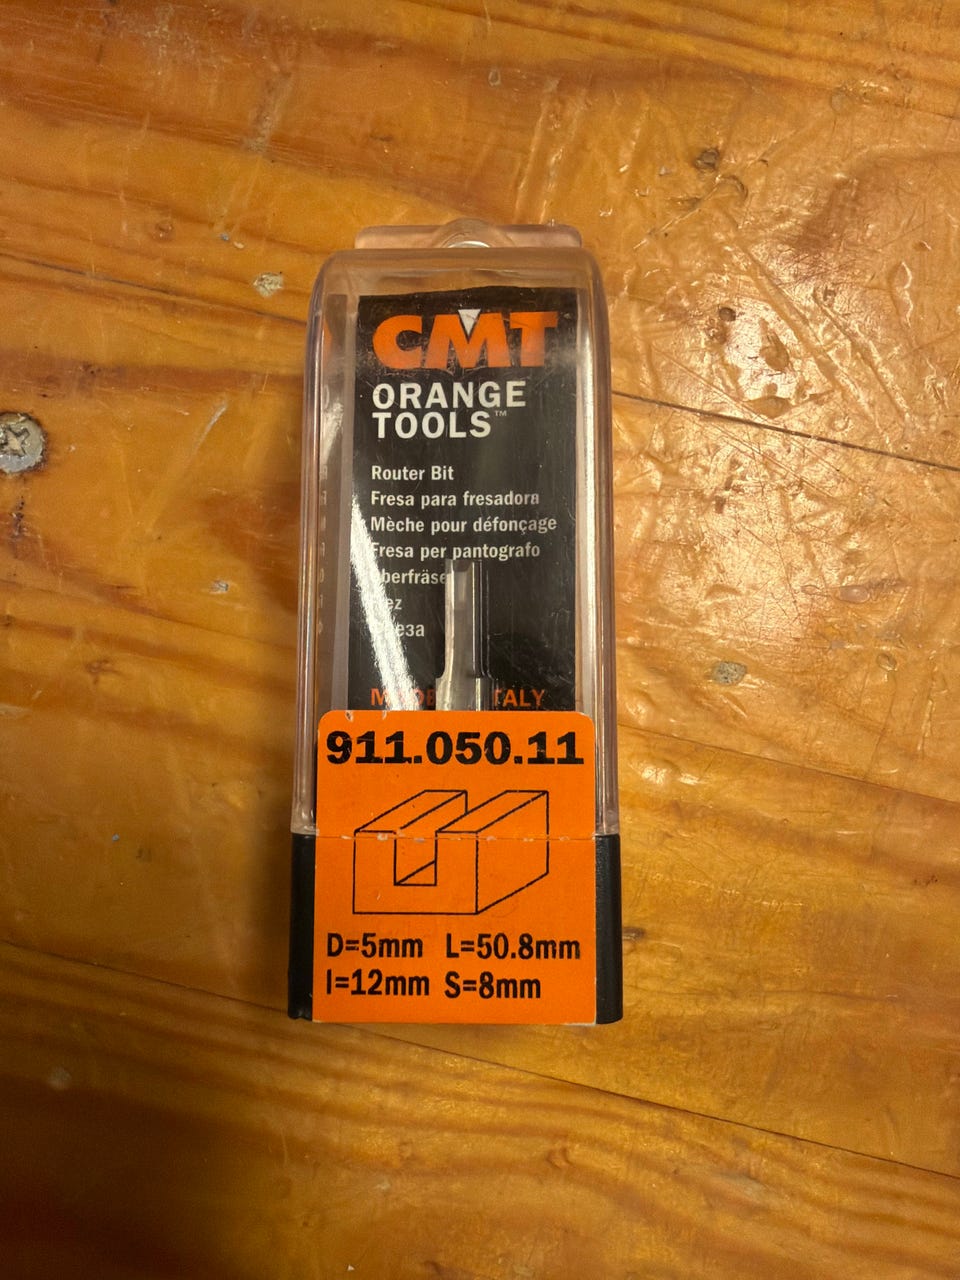 CMT
ORANGE
TOOLS™
Router Bit
Fresa para fresadora
Mèche pour défonçage
Fresa per pantografo
TALY
911.050.11
D=5mm L=50.8mm
I=12mm S=8mm